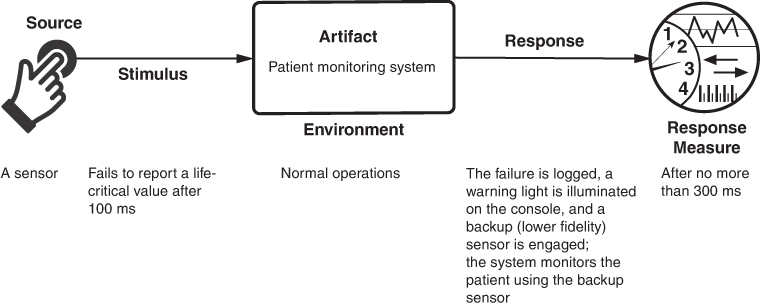 Source
Stimulus
Artifact
Patient monitoring system
Environment
Response
1
2
3
4
Response
Measure
A sensor
Fails to report a life-
critical value after
100 ms
Normal operations
The failure is logged, a
warning light is illuminated
on the console, and a
backup (lower fidelity)
sensor is engaged;
the system monitors the
patient using the backup
sensor
After no more
than 300 ms